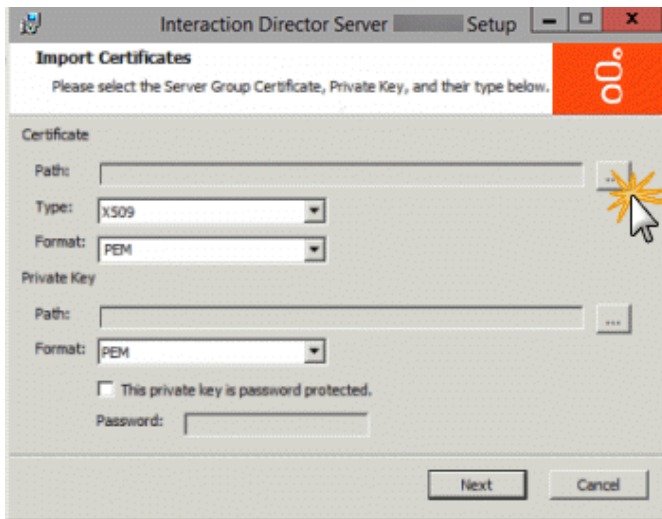 Interaction Director Server Setup
Import Certificates
Please select the Server Group Certificate, Private Key, and their type below.
Certificate
Path:
...
Type: X509
Format: PEM
Private Key
Path:
...
Format: PEM
This private key is password protected.
Password:
Next Cancel